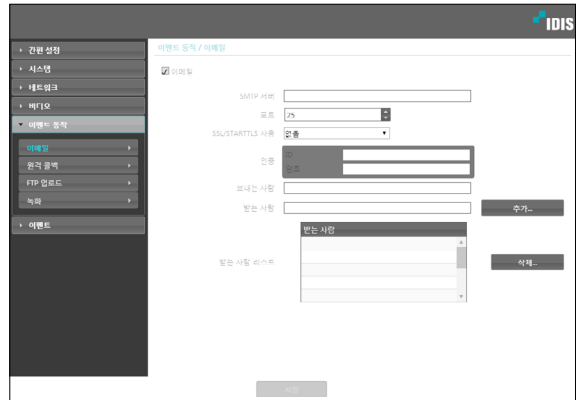 IDIS
간편 설정
시스템
네트워크
비디오
이벤트 동작
이메일
원격 콜백
FTP 업로드
녹화
이벤트
이벤트 동작 / 이메일
이메일
SMTP 서버
포트 25
SSL/STARTTLS 사용 없음
인증 ID
암호
보내는 사람
받는 사람 추가...
받는 사람
받는 사람 리스트 삭제...
저장